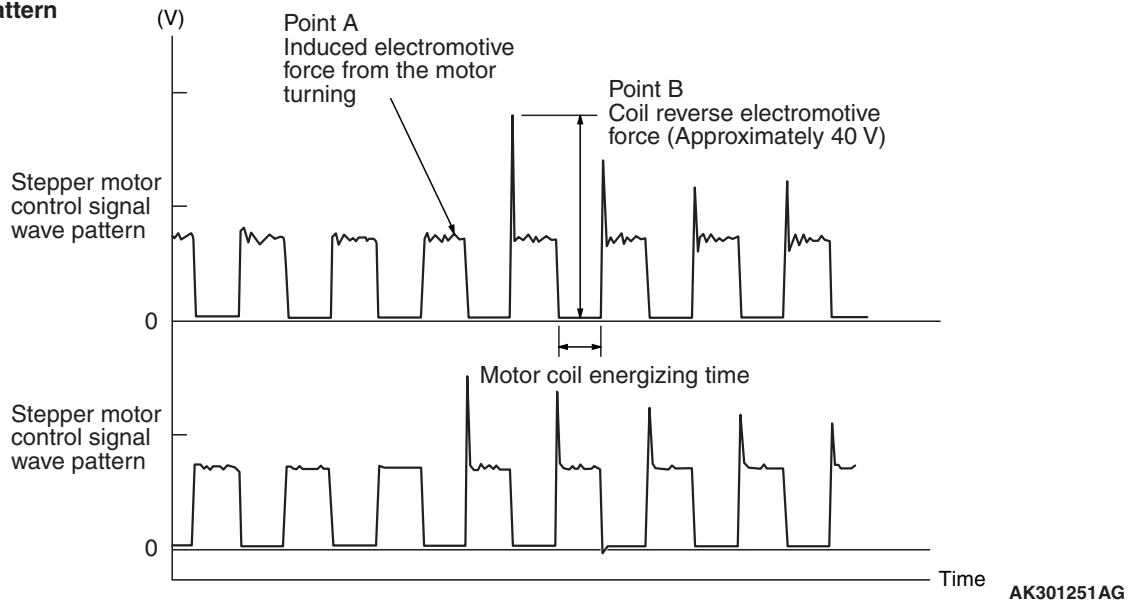 attern
(V)
Point A
Induced electromotive
force from the motor
turning
Point B
Coil reverse electromotive
force (Approximately 40 V)
Stepper motor
control signal
wave pattern
0
Motor coil energizing time
Stepper motor
control signal
wave pattern
0
Time
AK301251AG